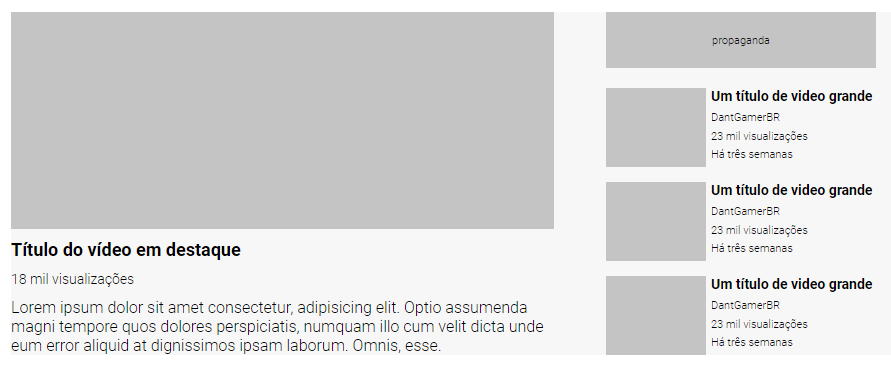 Título do vídeo em destaque
18 mil visualizações
Lorem ipsum dolor sit amet consectetur, adipisicing elit. Optio assumenda
magni tempore quos dolores perspiciatis, numquam illo cum velit dicta unde
eum error aliquid at dignissimos ipsam laborum. Omnis, esse.
propaganda
Um título de video grande
DantGamerBR
23 mil visualizações
Há três semanas
Um título de video grande
DantGamerBR
23 mil visualizações
Há três semanas
Um título de video grande
DantGamerBR
23 mil visualizações
Há três semanas